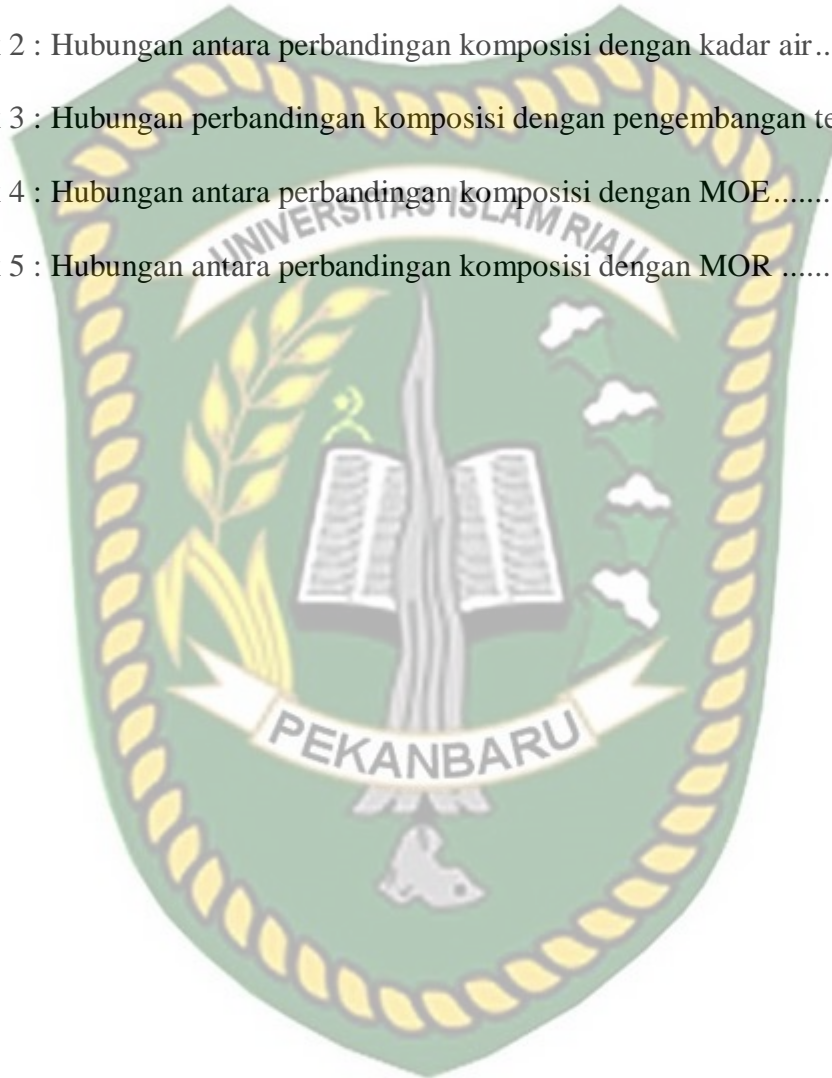 2 : Hubungan antara perbandingan komposisi dengan kadar air..
3 : Hubungan perbandingan komposisi dengan pengembangan te
4 : Hubungan antara perbandingan komposisi dengan MOE.......
5 : Hubungan antara perbandingan komposisi dengan MOR ......
UNIVERSITAS ISLAM RIAU
PEKANBARU